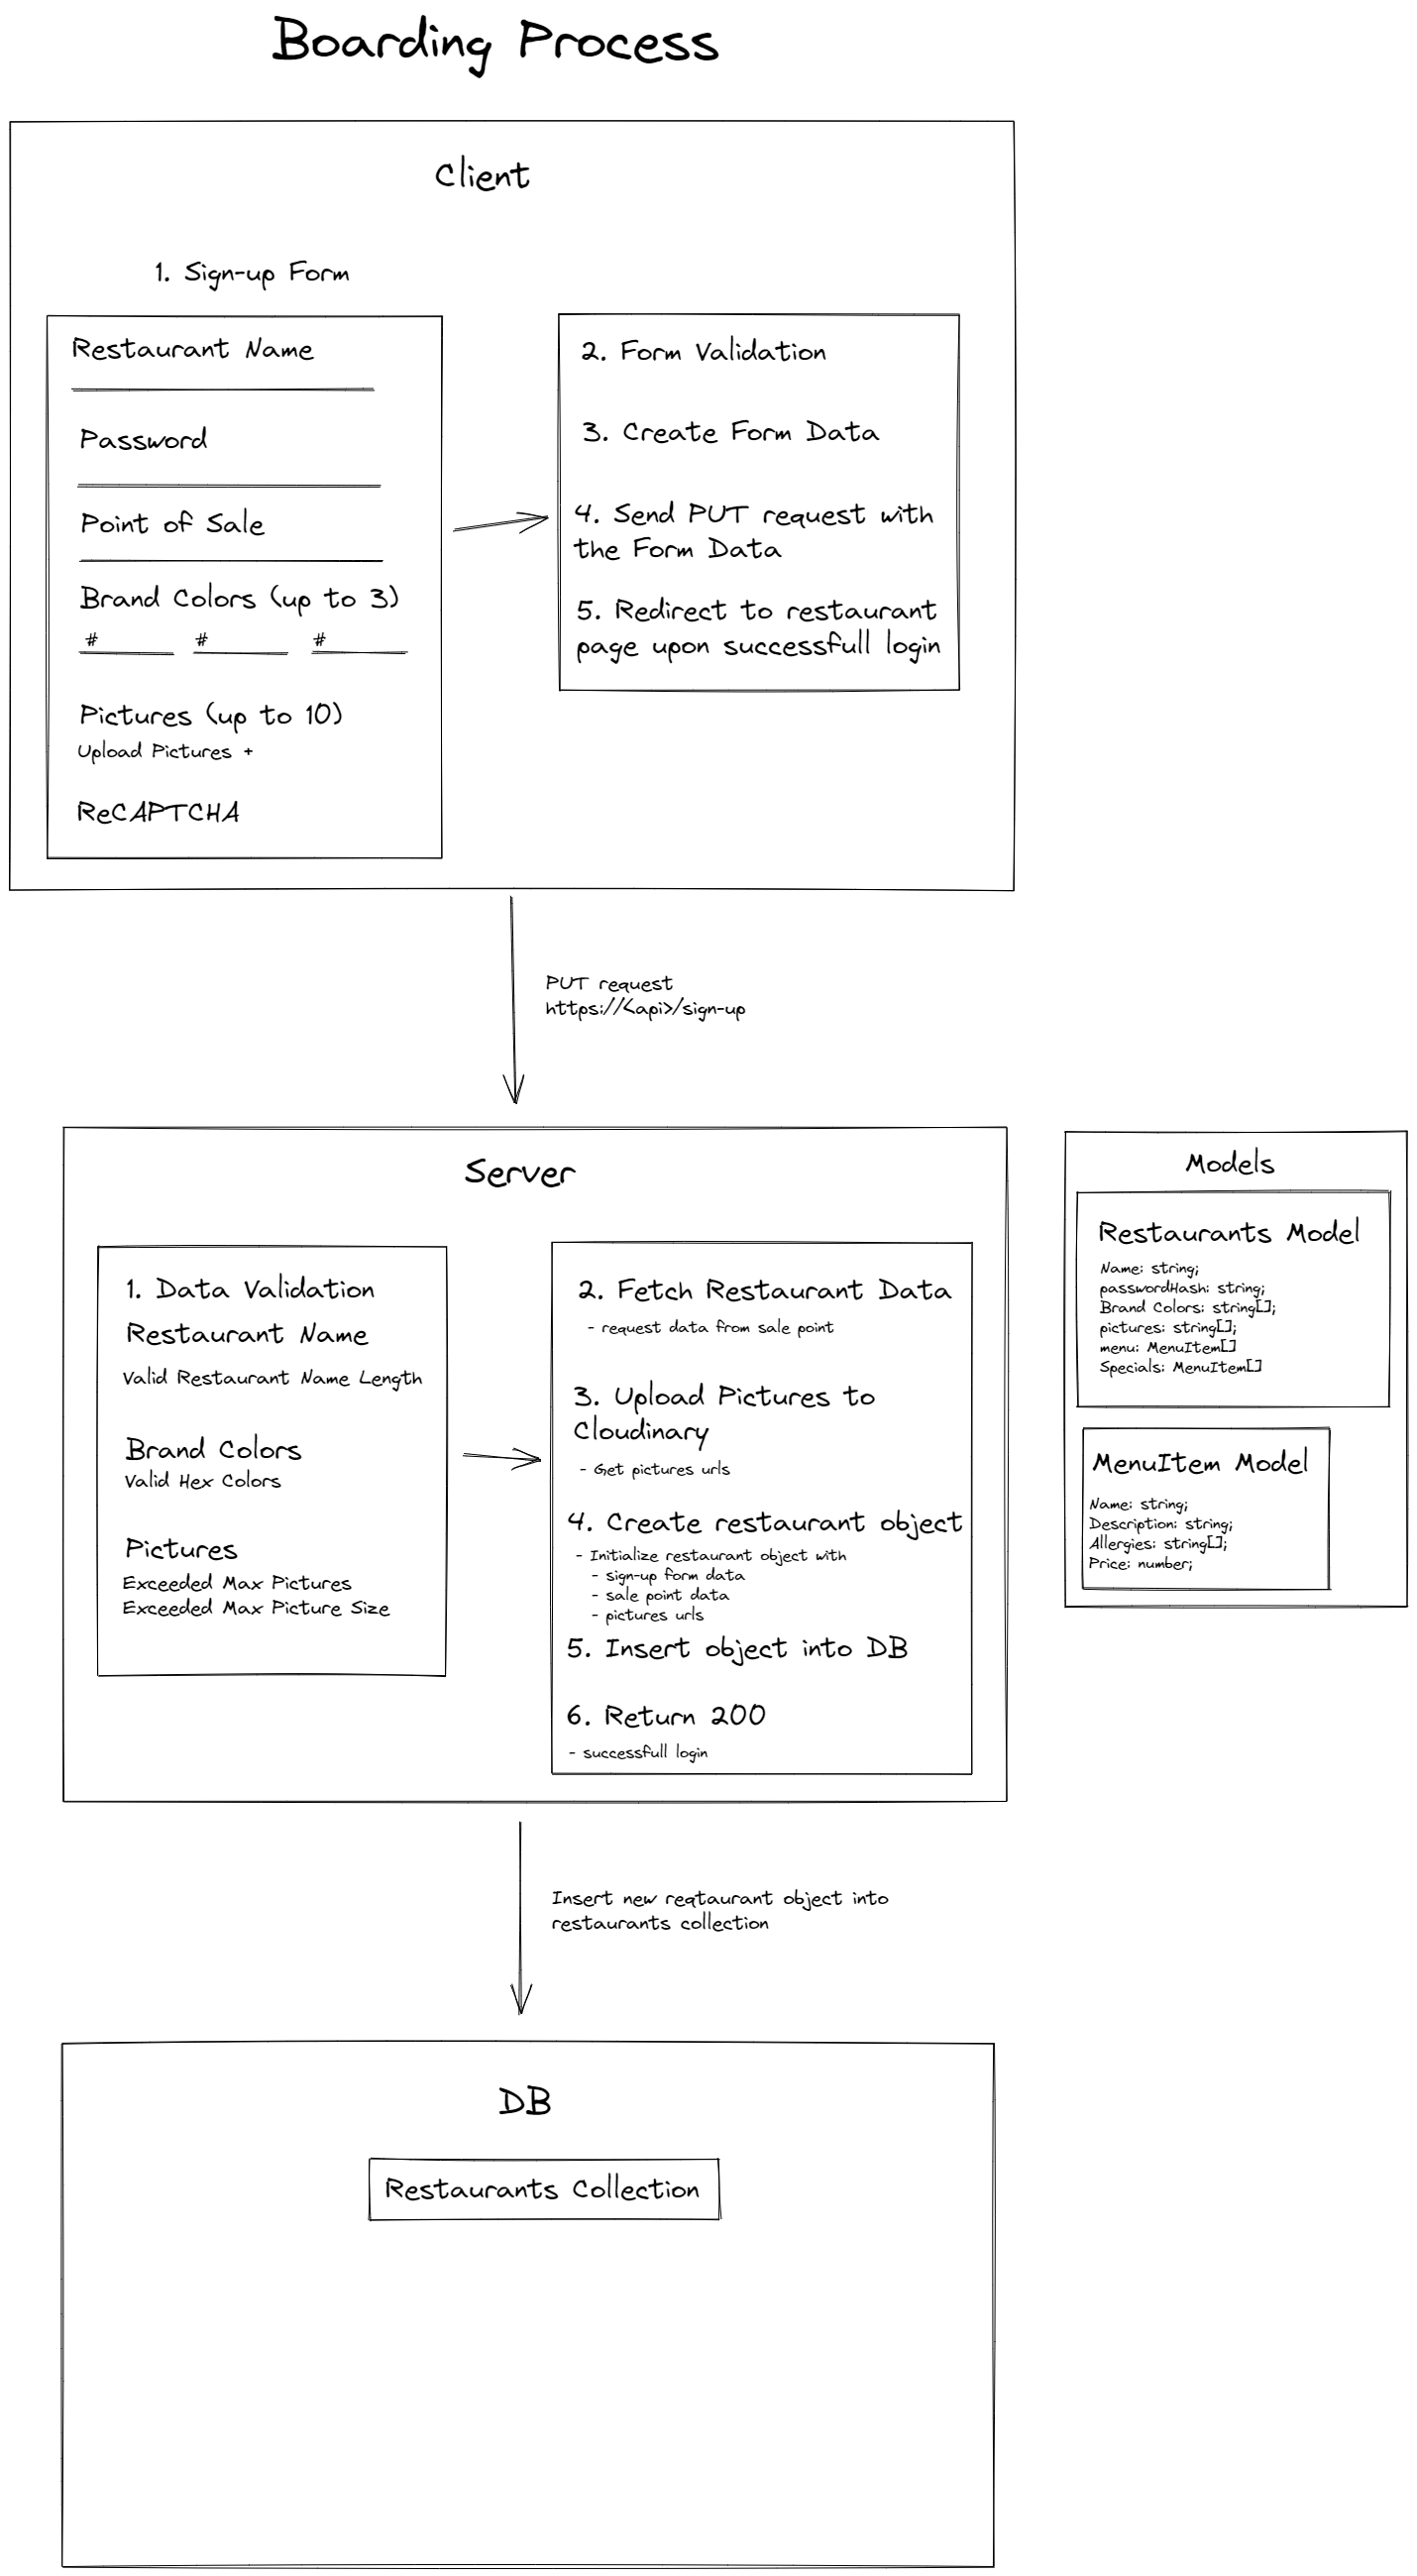 Boarding Process
Client
1. Sign-up Form
Restaurant Name
Password
Point of Sale
Brand Colors (up to 3)
# # #
Pictures (up to 10)
Upload Pictures +
ReCAPTCHA
2. Form Validation
3. Create Form Data
4. Send PUT request with
the Form Data
5. Redirect to restaurant
page upon successfull login
PUT request
https://<api>/sign-up
Server
1. Data Validation
Restaurant Name
Valid Restaurant Name Length
Brand Colors
Valid Hex Colors
Pictures
Exceeded Max Pictures
Exceeded Max Picture Size
2. Fetch Restaurant Data
- request data from sale point
3. Upload Pictures to
Cloudinary
- Get pictures urls
4. Create restaurant object
- Initialize restaurant object with
- sign-up form data
- sale point data
- pictures urls
5. Insert object into DB
6. Return 200
- successfull login
Models
Restaurants Model
Name: string;
passwordHash: string;
Brand Colors: string[];
pictures: string[];
menu: MenuItem[]
Specials: MenuItem[]
MenuItem Model
Name: string;
Description: string;
Allergies: string[];
Price: number;
Insert new reqtaurant object into
restaurants collection
DB
Restaurants Collection